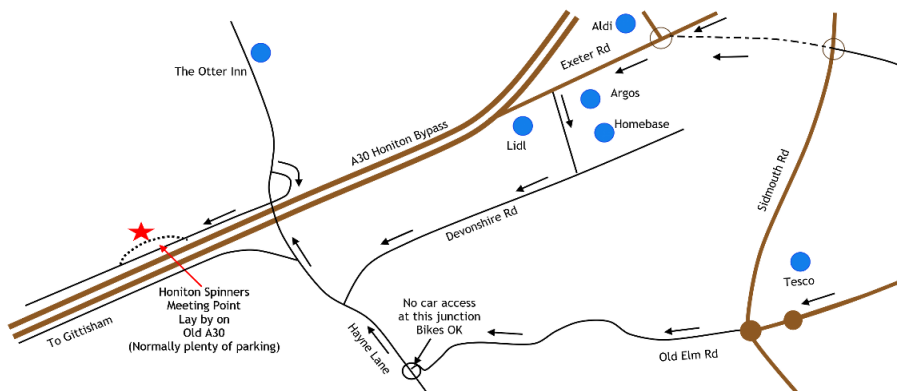 Aldi
The Otter Inn
Exeter Rd
Argos
Homebase
Lidl
A30 Honiton Bypass
Sidmouth Rd
Devonshire Rd
Tesco
Honiton Spinners
Meeting Point
Lay by on
Old A30
(Normally plenty of parking)
To Gittisham
No car access
at this junction
Bikes OK
Hayne Lane
Old Elm Rd